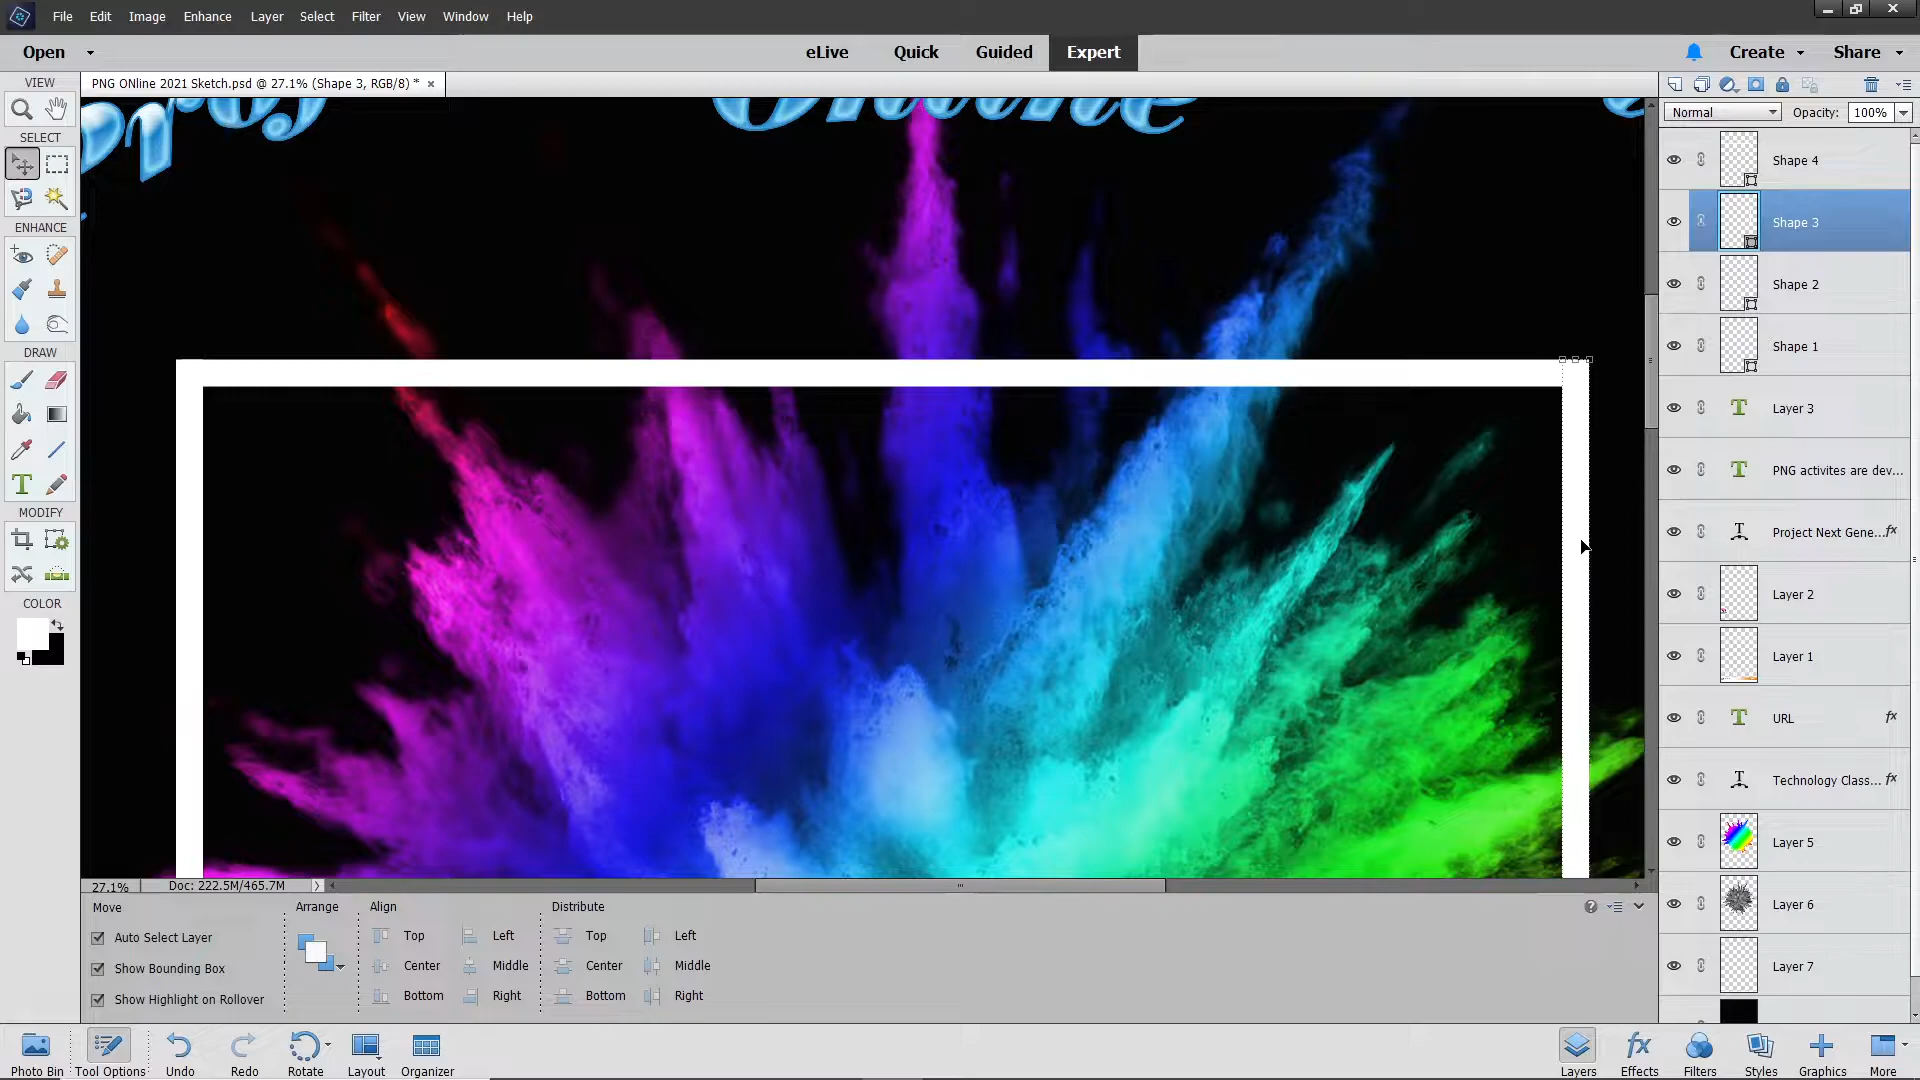 File Edit Image Enhance Layer Select Filter View Window Help
Open
eLive Quick Guided Expert
Create Share
VIEW
PNG ONline 2021 Sketch.psd @ 27.1% (Shape 3, RGB/8) *
Online
SELECT
ENHANCE
DRAW
MODIFY
COLOR
Normal Opacity: 100%
Shape 4
Shape 3
Shape 2
Shape 1
Layer 3
PNG activites are dev...
Project Next Gene... fx
Layer 2
Layer 1
URL fx
Technology Class... fx
Layer 5
Layer 6
Layer 7
27.1% Doc: 222.5M/465.7M
Move Arrange Align Distribute
Auto Select Layer Top Left Top Left
Show Bounding Box Center Middle Center Middle
Show Highlight on Rollover Bottom Right Bottom Right
Photo Bin Tool Options Undo Redo Rotate Layout Organizer
Layers Effects Filters Styles Graphics More